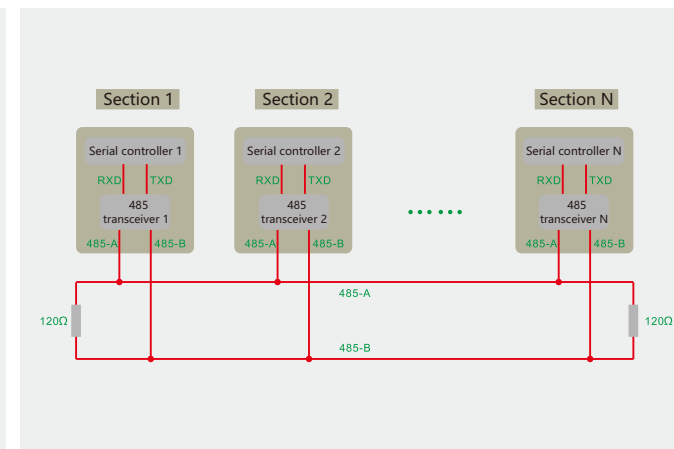 Section 1
Section 2
Section N
Serial controller 1
Serial controller 2
Serial controller N
RXD TXD
RXD TXD
RXD TXD
485
transceiver 1
485
transceiver 2
485
transceiver N
......
485-A 485-B
485-A 485-B
485-A 485-B
485-A
120Ω
120Ω
485-B